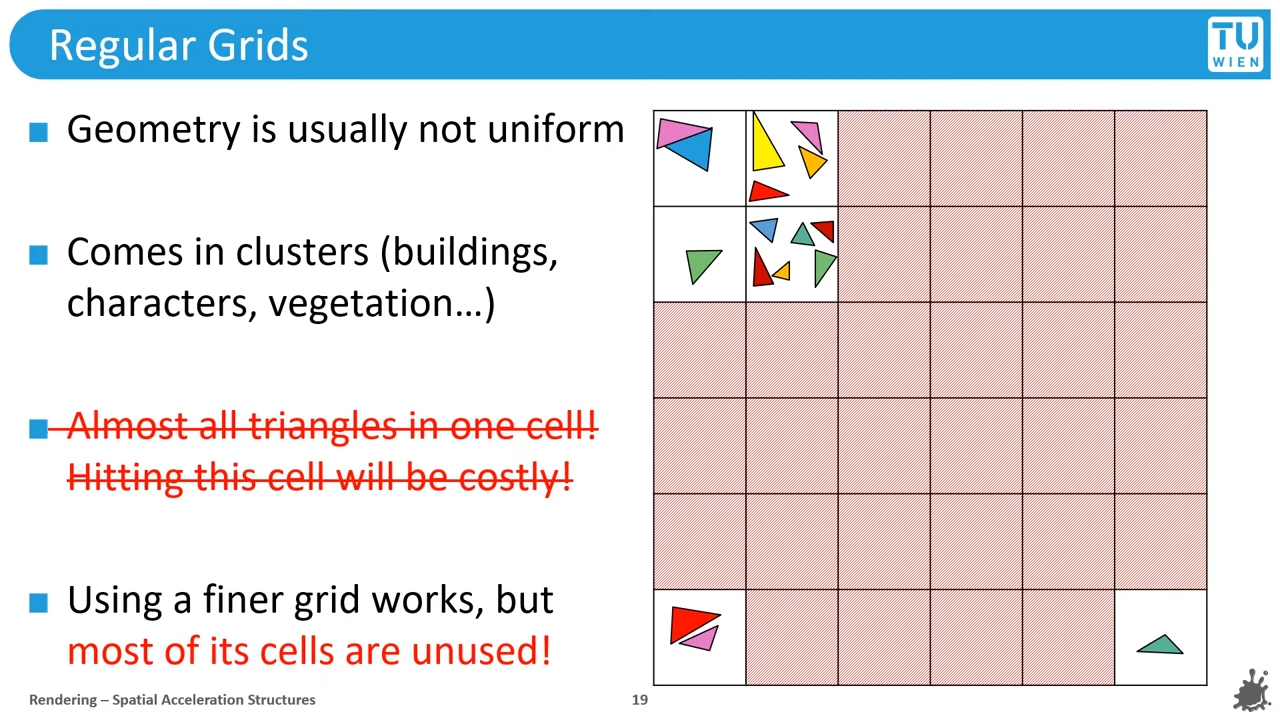 Regular Grids
TU
WIEN
Geometry is usually not uniform
Comes in clusters (buildings,
characters, vegetation…)
Almost all triangles in one cell!
Hitting this cell will be costly!
Using a finer grid works, but
most of its cells are unused!
Rendering – Spatial Acceleration Structures
19